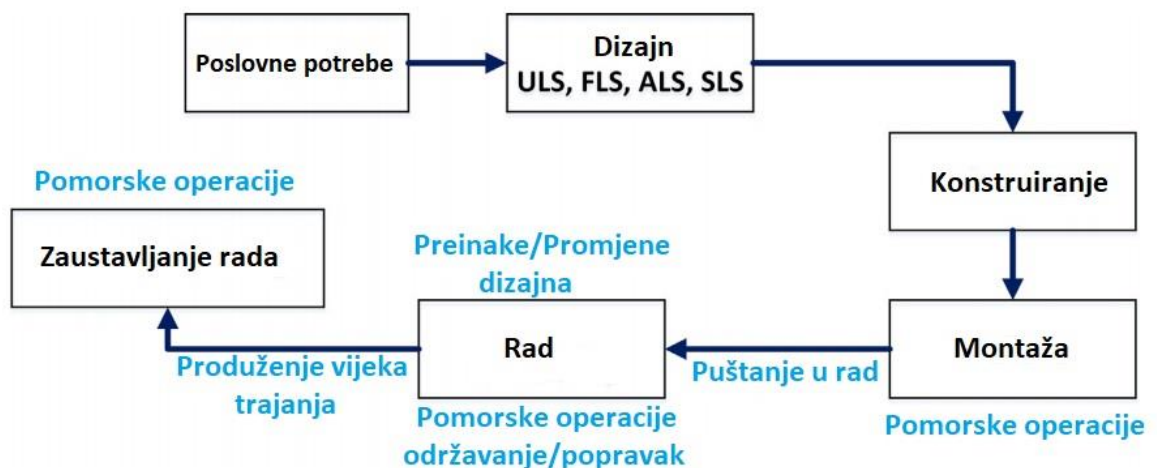 Poslovne potrebe
Dizajn
ULS, FLS, ALS, SLS
Konstruiranje
Montaža
Pomorske operacije
Puštanje u rad
Preinake/Promjene
dizajna
Rad
Pomorske operacije
održavanje/popravak
Produženje vijeka
trajanja
Pomorske operacije
Zaustavljanje rada